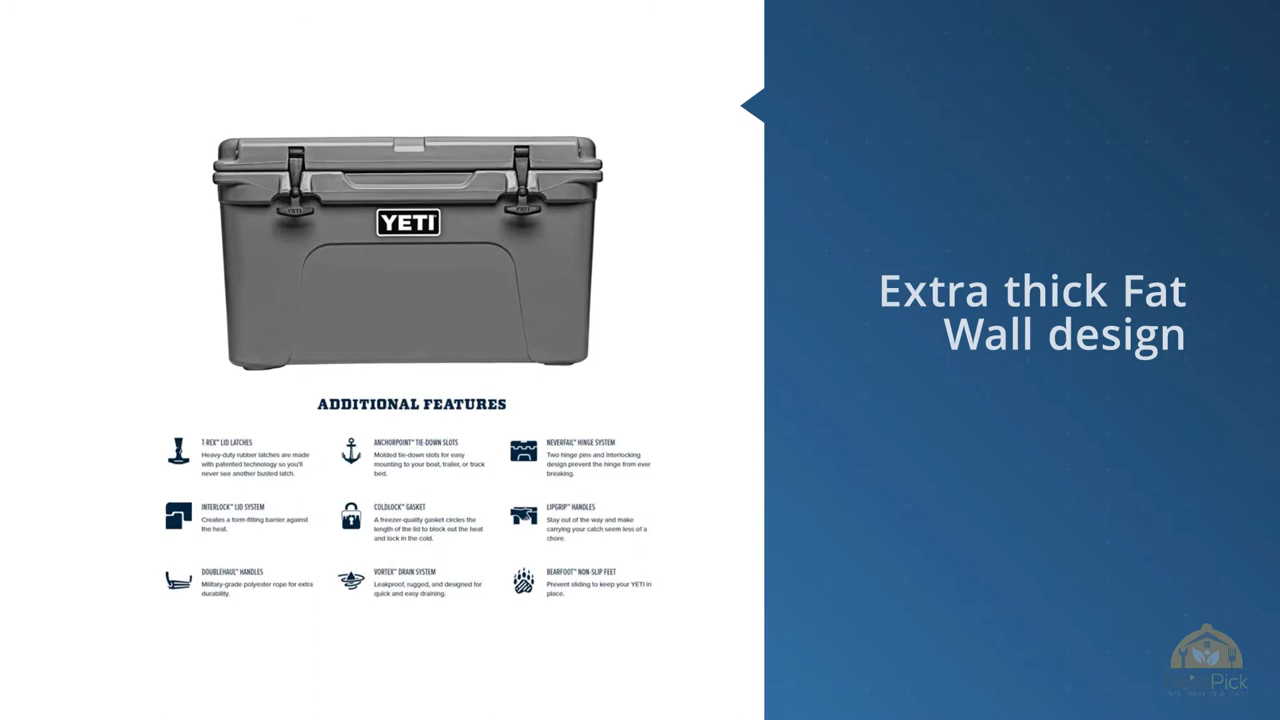 YETI
YETI
YETI
ADDITIONAL FEATURES
T-REX™ LID LATCHES
Heavy-duty rubber latches are made
with patented technology so you'll
never see another busted latch.
ANCHORPOINT™ TIE-DOWN SLOTS
Molded tie-down slots for easy
mounting to your boat, trailer, or truck
bed.
NEVERFAIL™ HINGE SYSTEM
Two hinge pins and interlocking
design prevent the hinge from ever
breaking.
INTERLOCK™ LID SYSTEM
Creates a form-fitting barrier against
the heat.
COLDLOCK™ GASKET
A freezer-quality gasket circles the
length of the lid to block out the heat
and lock in the cold.
LIPGRIP™ HANDLES
Stay out of the way and make
carrying your catch seem less of a
chore.
DOUBLEHAUL™ HANDLES
Military-grade polyester rope for extra
durability.
VORTEX™ DRAIN SYSTEM
Leakproof, rugged, and designed for
quick and easy draining.
BEARFOOT™ NON-SLIP FEET
Prevent sliding to keep your YETI in
place.
Extra thick Fat
Wall design
Pick